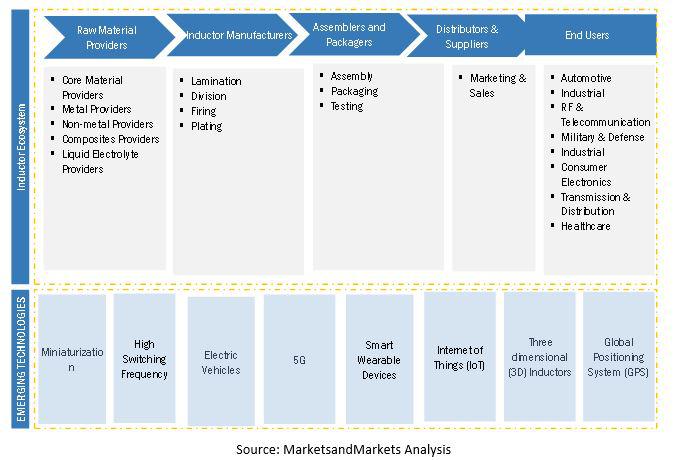 Raw Material
Providers
Inductor Manufacturers
Assemblers and
Packagers
Distributors &
Suppliers
End Users
Inductor Ecosystem
▪ Core Material
Providers
▪ Metal Providers
▪ Non-metal Providers
▪ Composites Providers
▪ Liquid Electrolyte
Providers
▪ Lamination
▪ Division
▪ Firing
▪ Plating
▪ Assembly
▪ Packaging
▪ Testing
▪ Marketing &
Sales
▪ Automotive
▪ Industrial
▪ RF &
Telecommunication
▪ Military & Defense
▪ Industrial
▪ Consumer
Electronics
▪ Transmission &
Distribution
▪ Healthcare
EMERGING TECHNOLOGIES
Miniaturizatio
n
High
Switching
Frequency
Electric
Vehicles
5G
Smart
Wearable
Devices
Internet of
Things (IoT)
Three
dimensional
(3D) Inductors
Global
Positioning
System (GPS)
Source: MarketsandMarkets Analysis